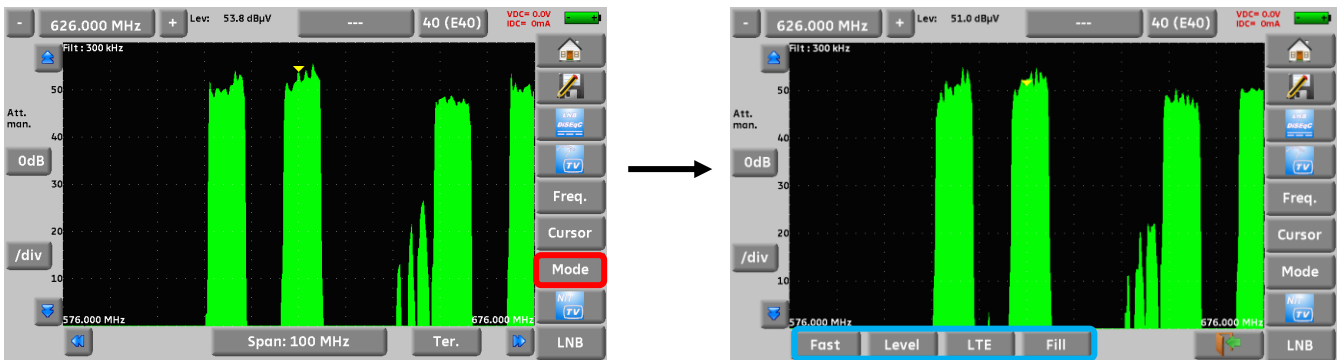 - 626.000 MHz + Lev: 53.8 dBµV --- 40 (E40) VDC= 0.0V
IDC= 0mA
Filt : 300 kHz
50
Att.
man.
40
0dB
30
20
/div
10
576.000 MHz 676.000 MHz
Span: 100 MHz Ter.
LNB
DiSEqC
TV
Freq.
Cursor
Mode
NIT
TV
LNB
- 626.000 MHz + Lev: 51.0 dBµV --- 40 (E40) VDC= 0.0V
IDC= 0mA
Filt : 300 kHz
50
Att.
man.
40
0dB
30
20
/div
10
576.000 MHz 676.000 MHz
Fast Level LTE Fill
LNB
DiSEqC
TV
Freq.
Cursor
Mode
NIT
TV
LNB